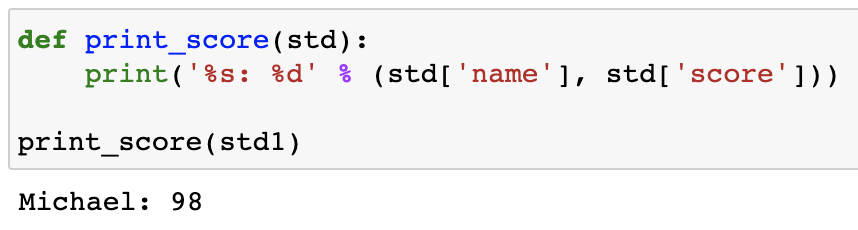 def print_score(std):
    print('%s: %d' % (std['name'], std['score']))
print_score(std1)
Michael: 98